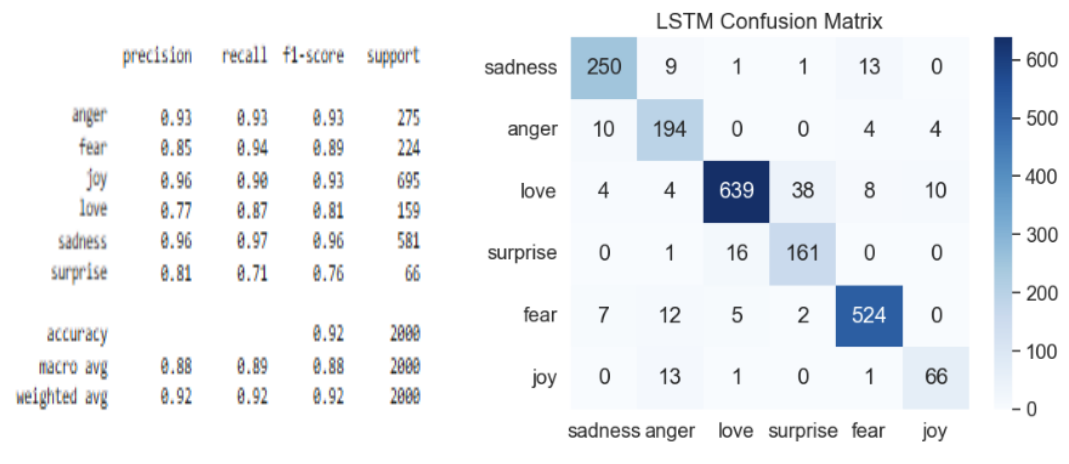 precision recall f1-score support
anger 0.93 0.93 0.93 275
fear 0.85 0.94 0.89 224
joy 0.96 0.90 0.93 695
love 0.77 0.87 0.81 159
sadness 0.96 0.97 0.96 581
surprise 0.81 0.71 0.76 66
accuracy 0.92 2000
macro avg 0.88 0.89 0.88 2000
weighted avg 0.92 0.92 0.92 2000
LSTM Confusion Matrix
sadness 250 9 1 1 13 0
anger 10 194 0 0 4 4
love 4 4 639 38 8 10
surprise 0 1 16 161 0 0
fear 7 12 5 2 524 0
joy 0 13 1 0 1 66
sadness anger love surprise fear joy
600
500
400
300
200
100
0